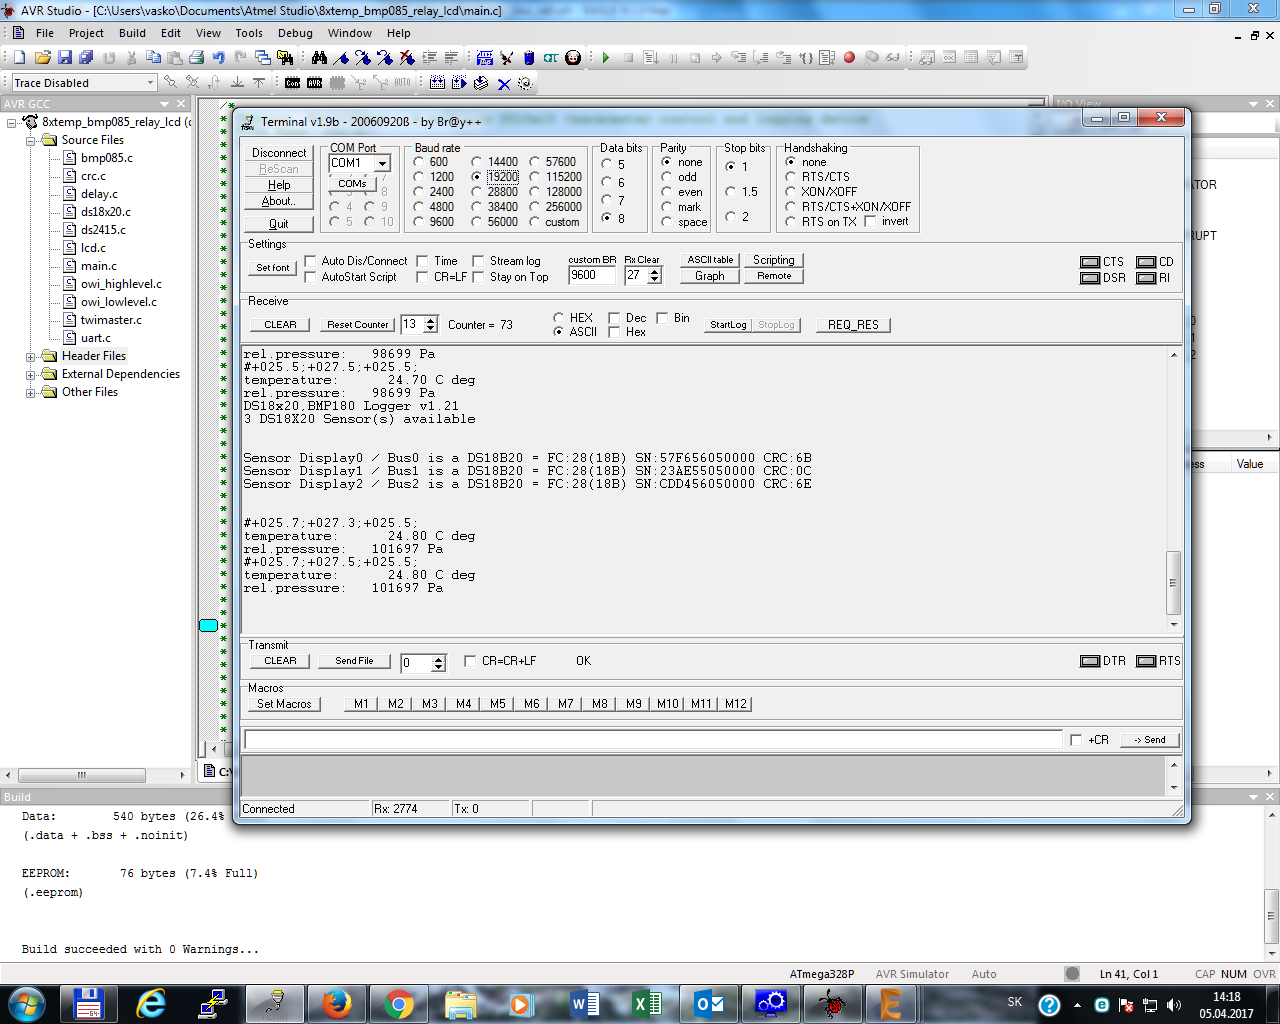 AVR Studio - [C:\Users\vasko\Documents\Atmel Studio\8xtemp_bmp085_relay_lcd\main.c]
File Project Build Edit View Tools Debug Window Help
Trace Disabled
AVR GCC
8xtemp_bmp085_relay_lcd (c
Source Files
bmp085.c
crc.c
delay.c
ds18x20.c
ds2415.c
lcd.c
main.c
owi_highlevel.c
owi_lowlevel.c
twimaster.c
uart.c
Header Files
External Dependencies
Other Files
I/O View
ATOR
RUPT
ess Value
Terminal v1.9b - 20060920ß - by Br@y++
Disconnect
ReScan
Help
About..
Quit
COM Port
COM1
COMs
4 9
5 10
Baud rate
600 14400 57600
1200 19200 115200
2400 28800 128000
4800 38400 256000
9600 56000 custom
Data bits
5
6
7
8
Parity
none
odd
even
mark
space
Stop bits
1
1.5
2
Handshaking
none
RTS/CTS
XON/XOFF
RTS/CTS+XON/XOFF
RTS on TX invert
Settings
Set font
Auto Dis/Connect Time Stream log
AutoStart Script CR=LF Stay on Top
custom BR Rx Clear
9600 27
ASCII table Scripting
Graph Remote
CTS CD
DSR RI
Receive
CLEAR Reset Counter 13 Counter = 73
HEX Dec Bin
ASCII Hex
StartLog StopLog REQ_RES
rel.pressure: 98699 Pa
#+025.5;+027.5;+025.5;
temperature: 24.70 C deg
rel.pressure: 98699 Pa
DS18x20,BMP180 Logger v1.21
3 DS18X20 Sensor(s) available
Sensor Display0 / Bus0 is a DS18B20 = FC:28(18B) SN:57F656050000 CRC:6B
Sensor Display1 / Bus1 is a DS18B20 = FC:28(18B) SN:23AE55050000 CRC:0C
Sensor Display2 / Bus2 is a DS18B20 = FC:28(18B) SN:CDD456050000 CRC:6E
#+025.7;+027.3;+025.5;
temperature: 24.80 C deg
rel.pressure: 101697 Pa
#+025.7;+027.5;+025.5;
temperature: 24.80 C deg
rel.pressure: 101697 Pa
Transmit
CLEAR Send File 0 CR=CR+LF OK
DTR RTS
Macros
Set Macros M1 M2 M3 M4 M5 M6 M7 M8 M9 M10 M11 M12
+CR -> Send
Connected Rx: 2774 Tx: 0
Build
Data: 540 bytes (26.4%
(.data + .bss + .noinit)
EEPROM: 76 bytes (7.4% Full)
(.eeprom)
Build succeeded with 0 Warnings...
ATmega328P AVR Simulator Auto Ln 41, Col 1 CAP NUM OVR
SK
14:18
05.04.2017